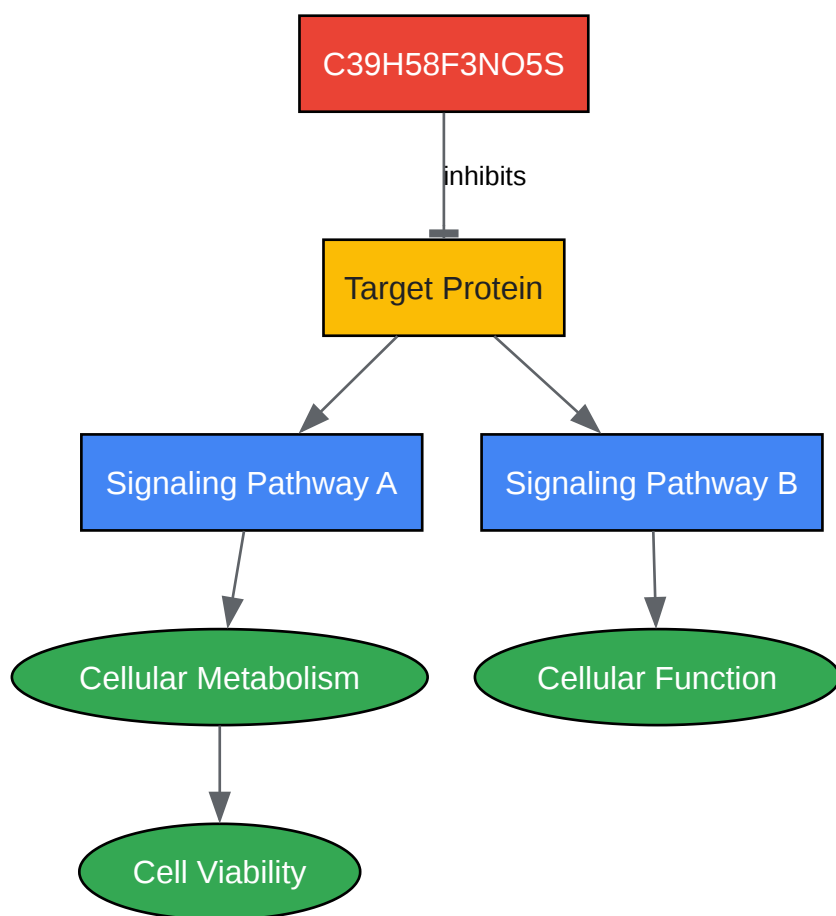 C39H58F3NO5S
inhibits
Target Protein
Signaling Pathway A
Signaling Pathway B
Cellular Metabolism
Cellular Function
Cell Viability